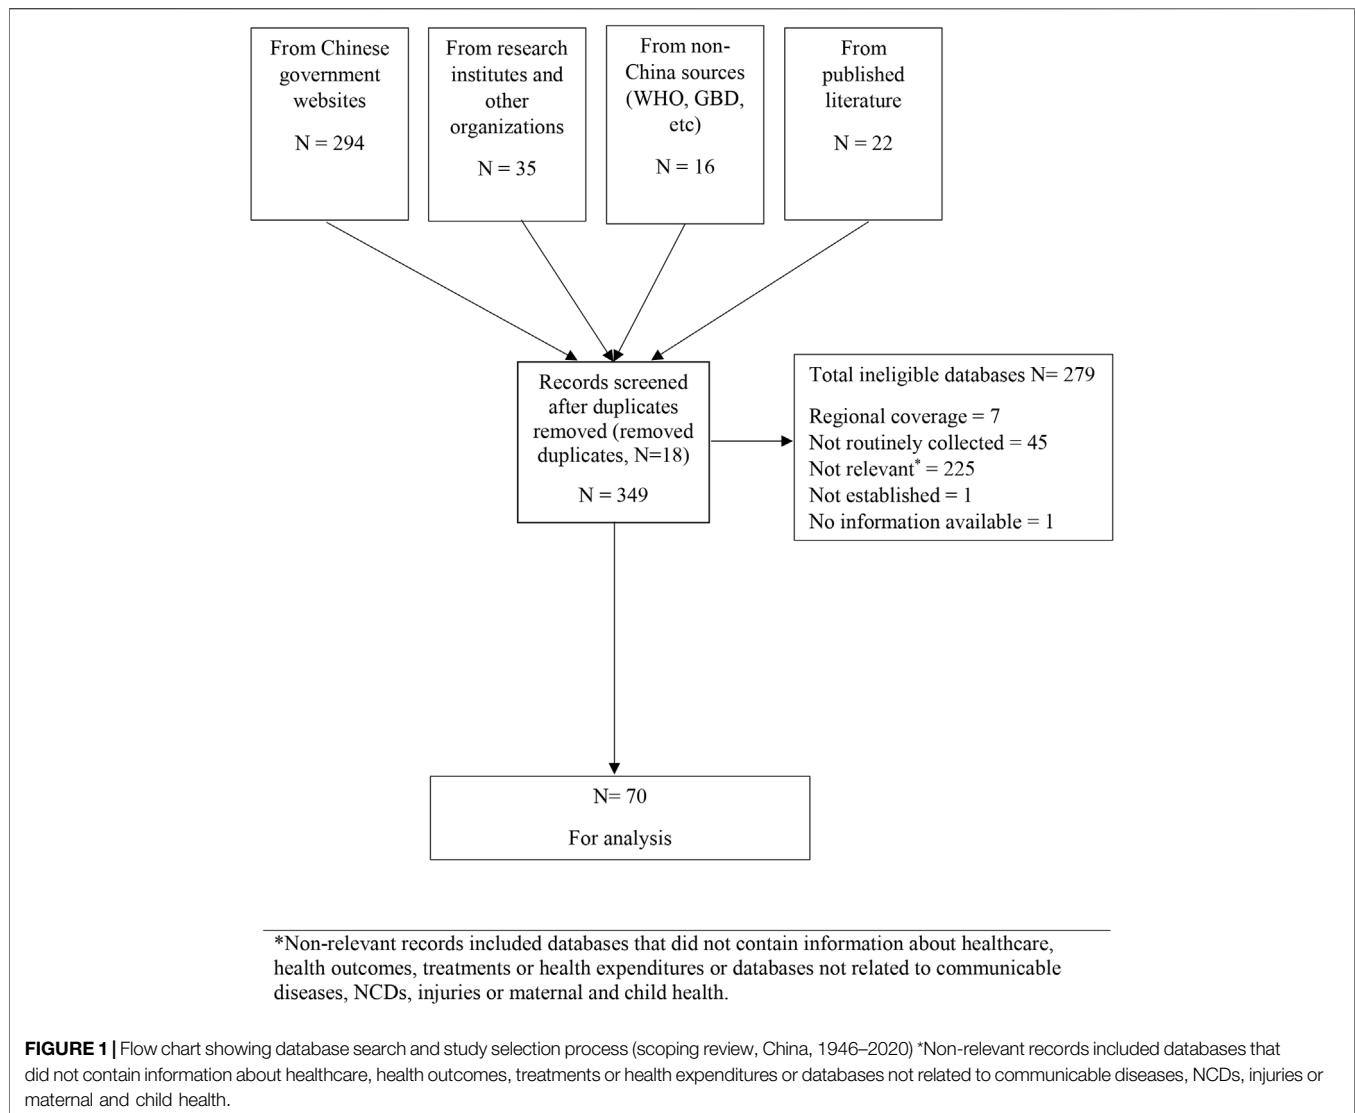 From Chinese
government
websites
N = 294
From research
institutes and
other
organizations
N = 35
From non-
China sources
(WHO, GBD,
etc)
N = 16
From
published
literature
N = 22
Records screened
after duplicates
removed (removed
duplicates, N=18)
N = 349
Total ineligible databases N= 279
Regional coverage = 7
Not routinely collected = 45
Not relevant* = 225
Not established = 1
No information available = 1
N= 70
For analysis
*Non-relevant records included databases that did not contain information about healthcare,
health outcomes, treatments or health expenditures or databases not related to communicable
diseases, NCDs, injuries or maternal and child health.
FIGURE 1 | Flow chart showing database search and study selection process (scoping review, China, 1946–2020) *Non-relevant records included databases that
did not contain information about healthcare, health outcomes, treatments or health expenditures or databases not related to communicable diseases, NCDs, injuries or
maternal and child health.